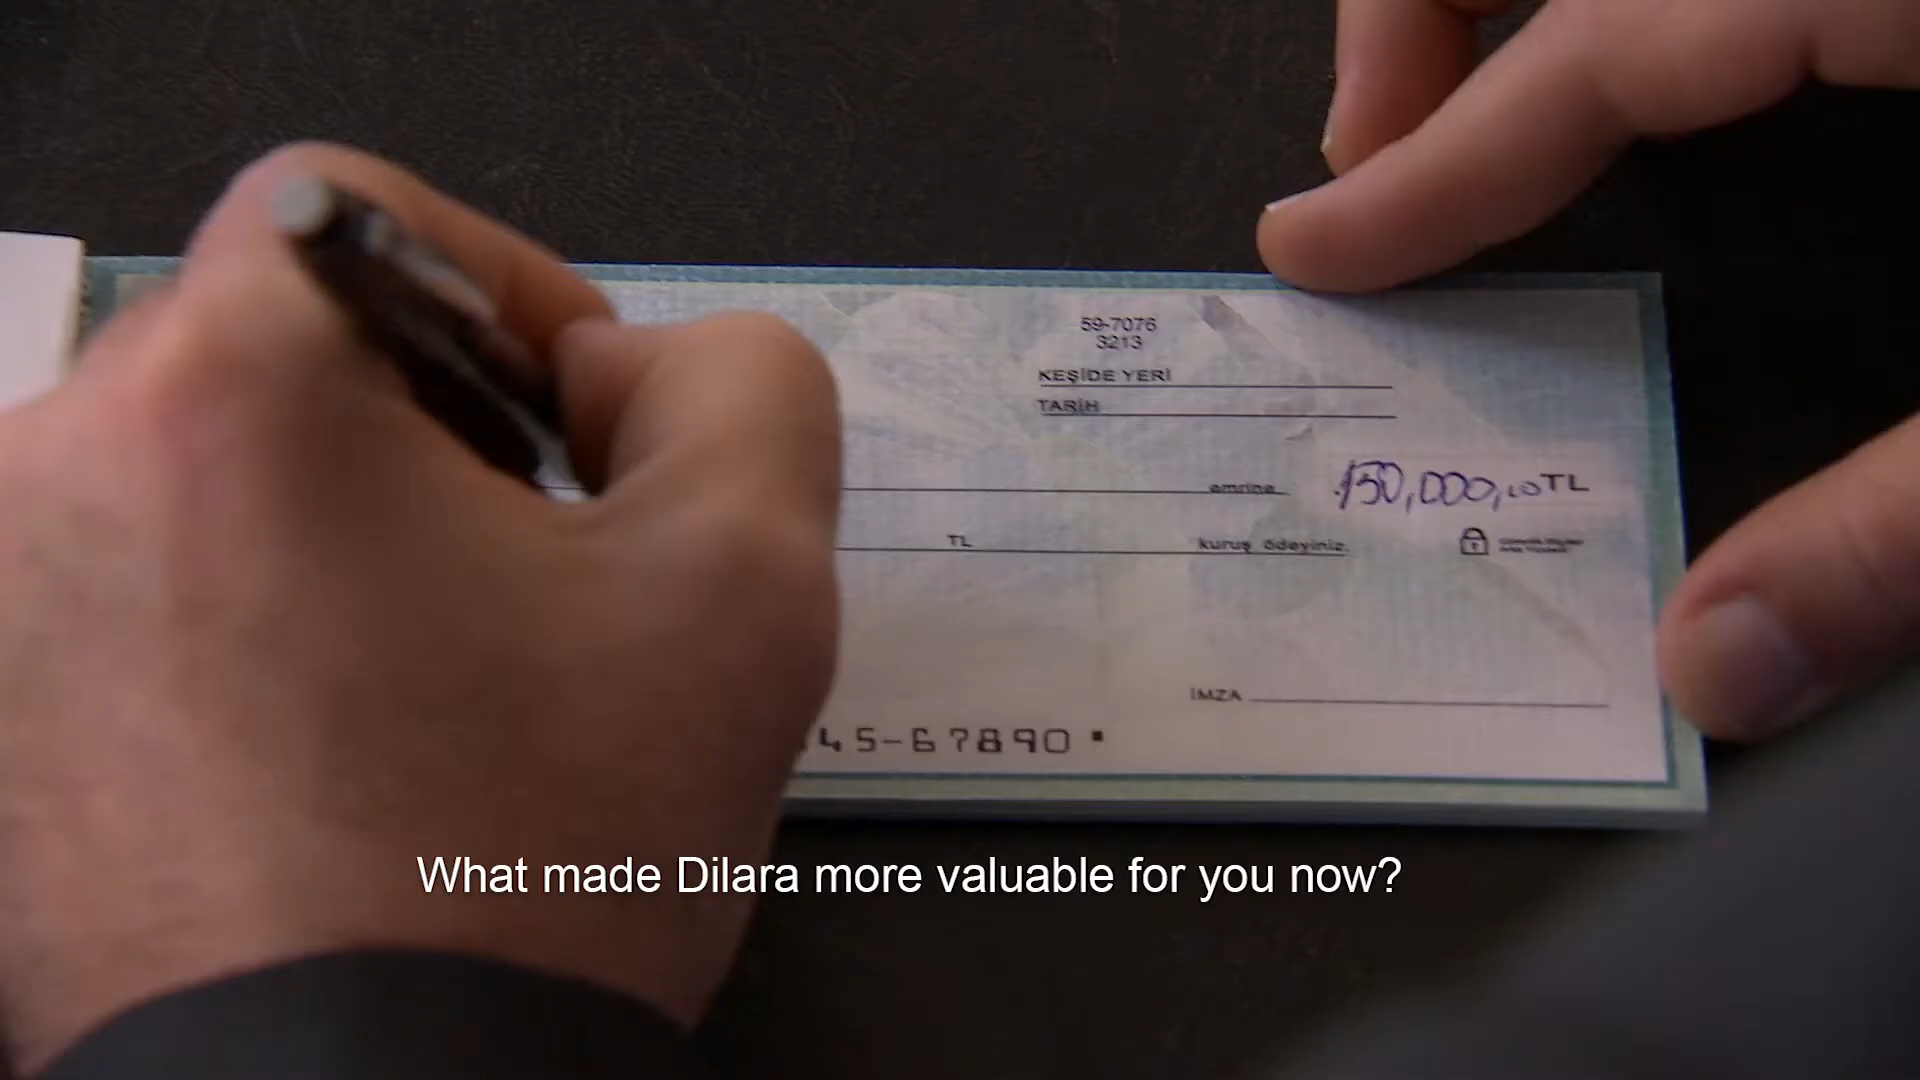 59-7076
3213
KEŞİDE YERİ
TARİH
emrine
150,000,00 TL
TL
kuruş ödeyiniz.
İMZA
45-67890
What made Dilara more valuable for you now?